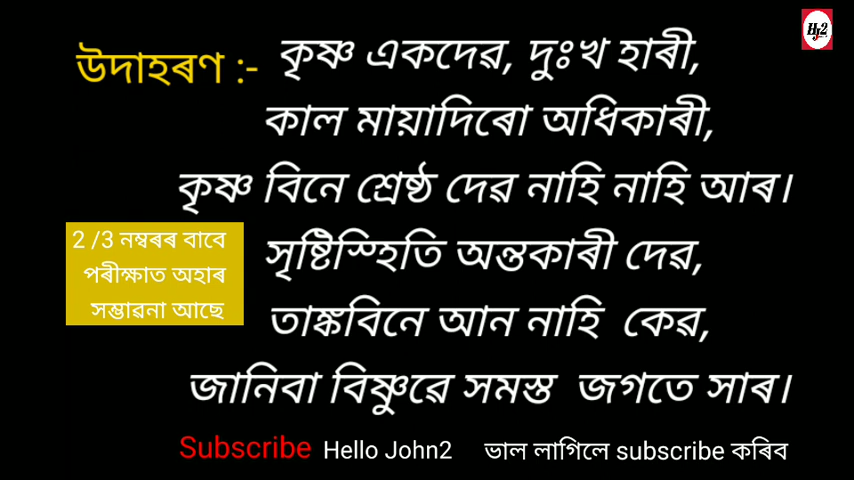 HJ2
উদাহৰণ :- কৃষ্ণ একদেৱ, দুঃখ হাৰী,
কাল মায়াদিৰো অধিকাৰী,
কৃষ্ণ বিনে শ্ৰেষ্ঠ দেৱ নাহি নাহি আৰ।
সৃষ্টিস্হিতি অন্তকাৰী দেৱ,
তাঙ্কবিনে আন নাহি কেৱ,
জানিবা বিষ্ণুৱে সমস্ত জগতে সাৰ।
2 /3 নম্বৰৰ বাবে
পৰীক্ষাত অহাৰ
সম্ভাৱনা আছে
Subscribe Hello John2 ভাল লাগিলে subscribe কৰিব